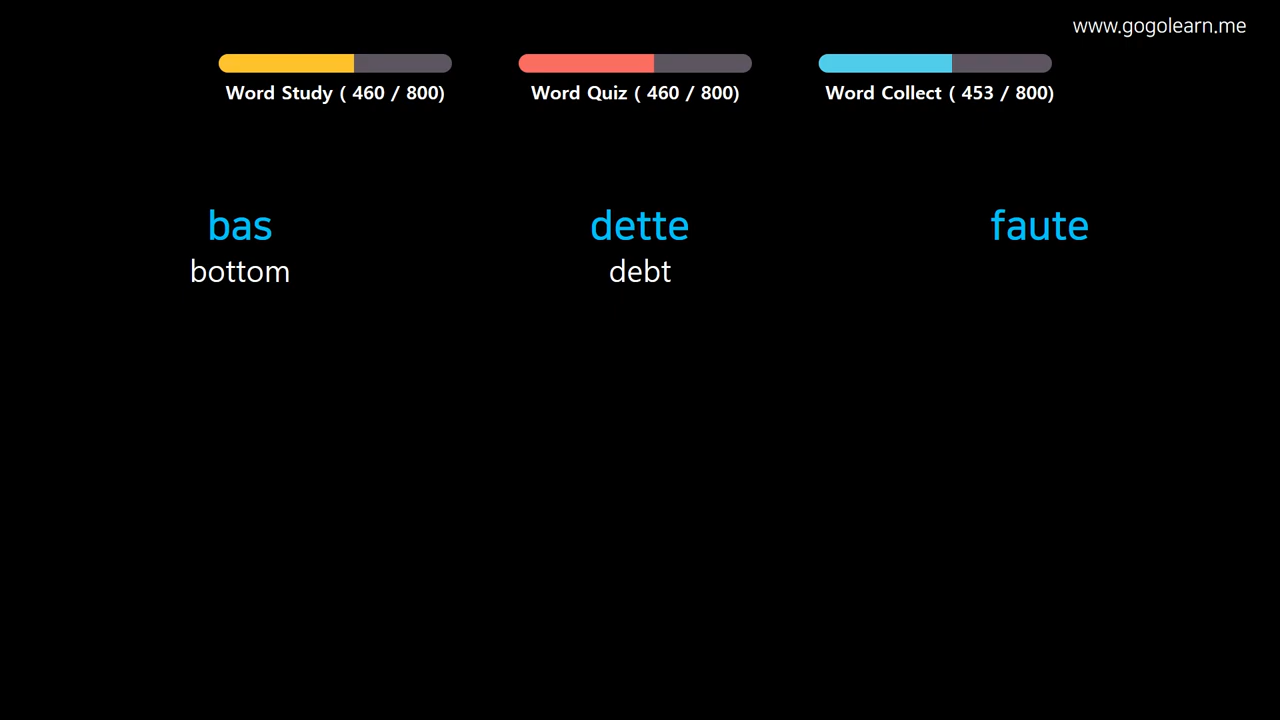 www.gogolearn.me
Word Study ( 460 / 800)
Word Quiz ( 460 / 800)
Word Collect ( 453 / 800)
bas
dette
faute
bottom
debt